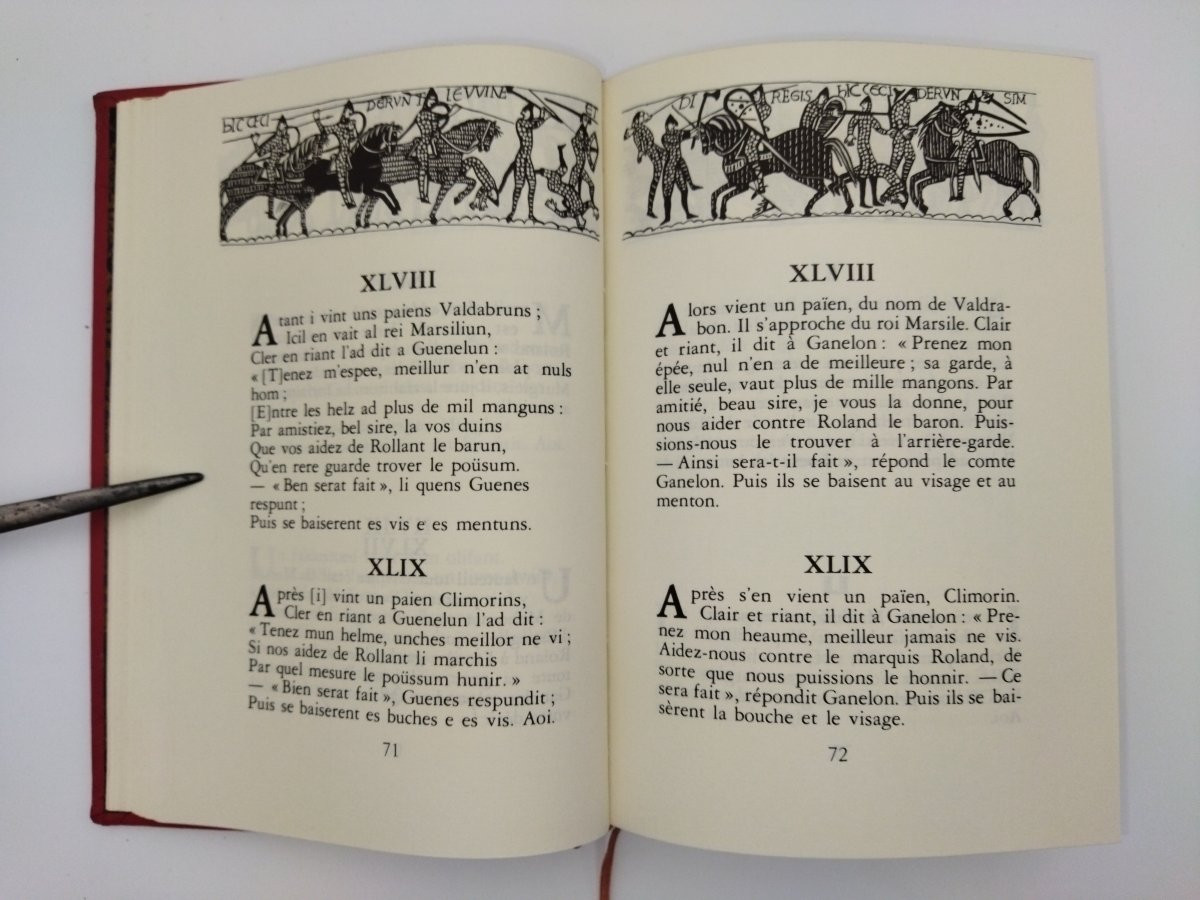 HIC CECI
DERUNT LEVVINE
XLVIII
Atant i vint uns paiens Valdabruns ;
Icil en vait al rei Marsiliun,
Cler en riant l'ad dit a Guenelun :
« [T]enez m'espee, meillur n'en at nuls
hom ;
[E]ntre les helz ad plus de mil manguns :
Par amistiez, bel sire, la vos duins
Que vos aidez de Rollant le barun,
Qu'en rere guarde trover le poüsum.
— « Ben serat fait », li quens Guenes
respunt ;
Puis se baiserent es vis e es mentuns.
XLIX
Après [i] vint un paien Climorins,
Cler en riant a Guenelun l'ad dit :
« Tenez mun helme, unches meillor ne vi ;
Si nos aidez de Rollant li marchis
Par quel mesure le poüssum hunir. »
— « Bien serat fait », Guenes respundit ;
Puis se baiserent es buches e es vis. Aoi.
71
DI REGIS HIC CECI DERVN SIM
XLVIII
Alors vient un païen, du nom de Valdra-
bon. Il s'approche du roi Marsile. Clair
et riant, il dit à Ganelon : « Prenez mon
épée, nul n'en a de meilleure ; sa garde, à
elle seule, vaut plus de mille mangons. Par
amitié, beau sire, je vous la donne, pour
nous aider contre Roland le baron. Puis-
sions-nous le trouver à l'arrière-garde.
— Ainsi sera-t-il fait », répond le comte
Ganelon. Puis ils se baisent au visage et au
menton.
XLIX
Après s'en vient un païen, Climorin.
Clair et riant, il dit à Ganelon : « Pre-
nez mon heaume, meilleur jamais ne vis.
Aidez-nous contre le marquis Roland, de
sorte que nous puissions le honnir. — Ce
sera fait », répondit Ganelon. Puis ils se bai-
sèrent la bouche et le visage.
72